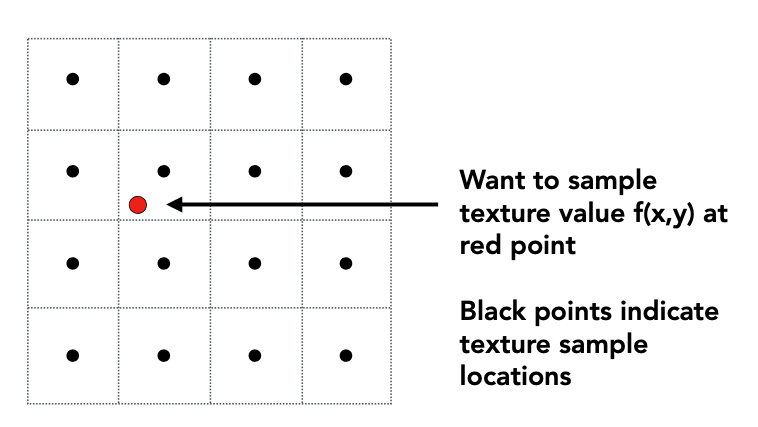 Want to sample
texture value f(x,y) at
red point
Black points indicate
texture sample
locations